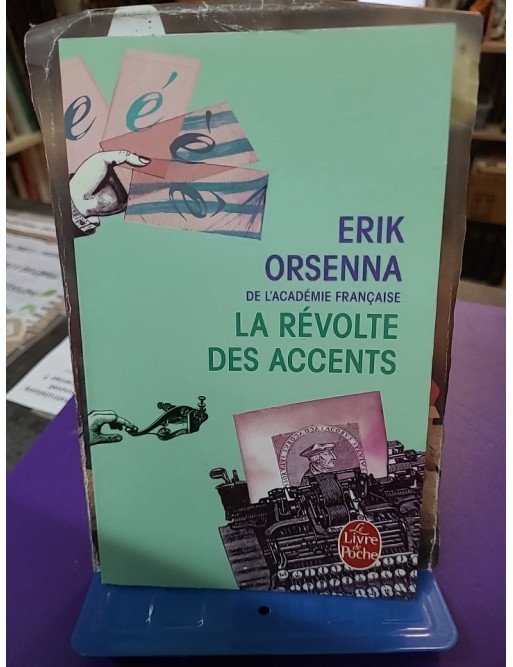 e é è ê
ERIK
ORSENNA
DE L'ACADÉMIE FRANÇAISE
LA RÉVOLTE
DES ACCENTS
Le
Livre
de
Poche